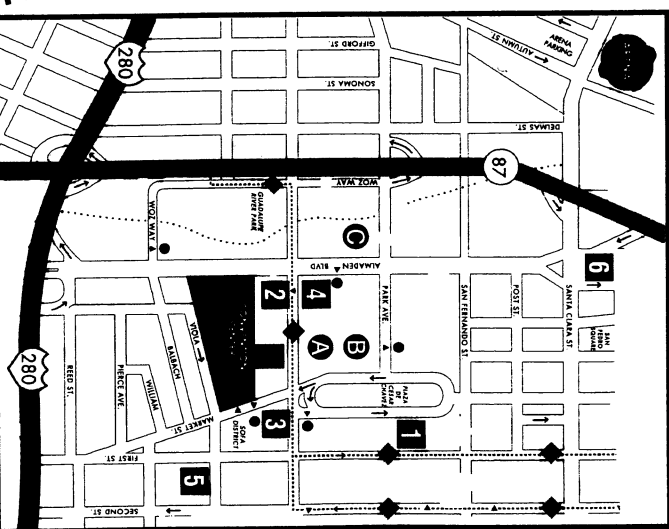 GIFFORD ST.
SONOMA ST.
AUTUMN ST.
ARENA
PARKING
DELMAS ST.
280
87
WOZ WAY
GUADALUPE
RIVER PARK
WOZ WAY
C
ALMADEN
BLVD
6
2
4
PARK AVE.
SAN FERNANDO ST
POST ST
SANTA CLARA ST.
SAN
PEDRO
SQUARE
A
B
VIOLA
BALBACH
WILLIAM
PIERCE AVE.
REED ST.
280
PLAZA
DE
CESAR
CHAVEZ
MARKET ST.
SOFA
DISTRICT
3
1
FIRST ST.
5
SECOND ST.